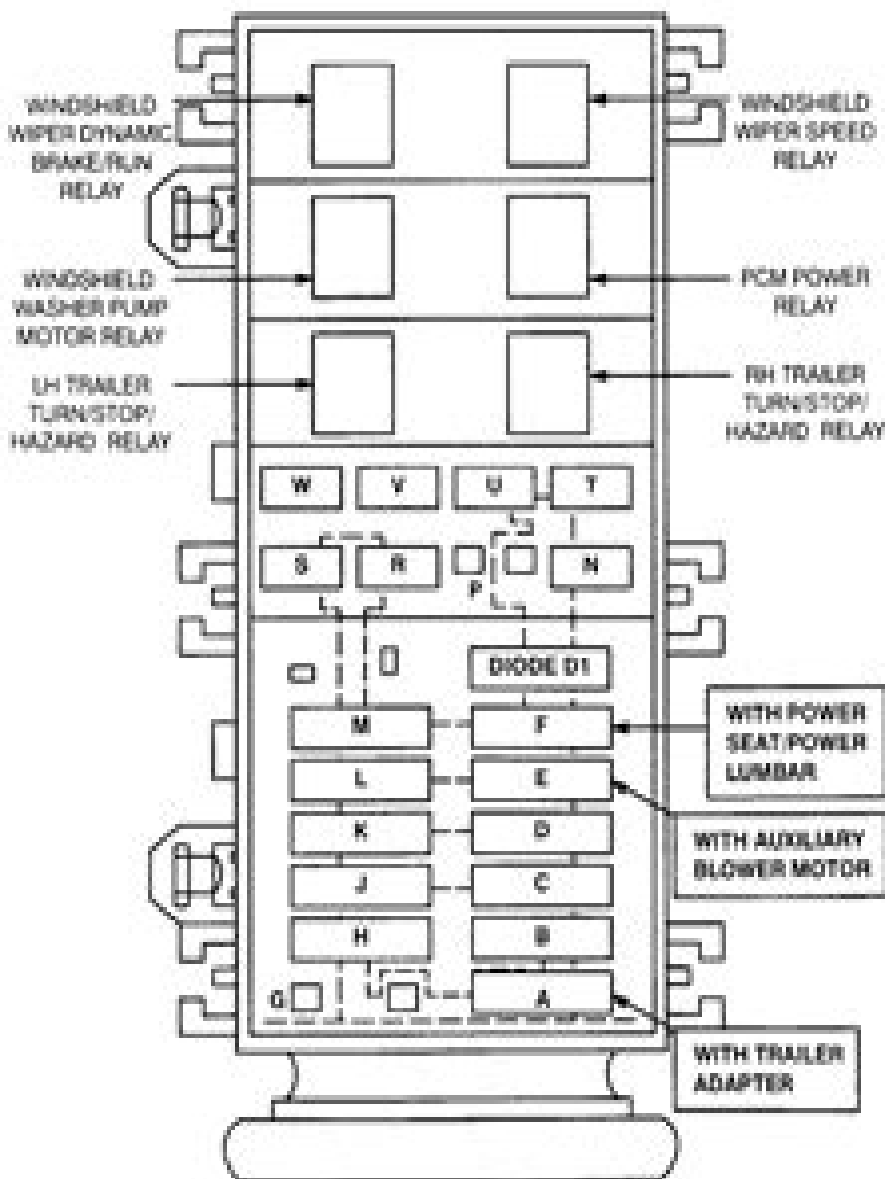 WINDSHIELD
WIPER DYNAMIC
BRAKE/RUN
RELAY
WINDSHIELD
WIPER SPEED
RELAY
WINDSHIELD
WASHER PUMP
MOTOR RELAY
PCM POWER
RELAY
LH TRAILER
TURN/STOP/
HAZARD RELAY
RH TRAILER
TURN/STOP/
HAZARD RELAY
W V U T
S R P N
DIODE D1
M F
WITH POWER
SEAT/POWER
LUMBAR
L E
K D
WITH AUXILIARY
BLOWER MOTOR
J C
H B
G A
WITH TRAILER
ADAPTER